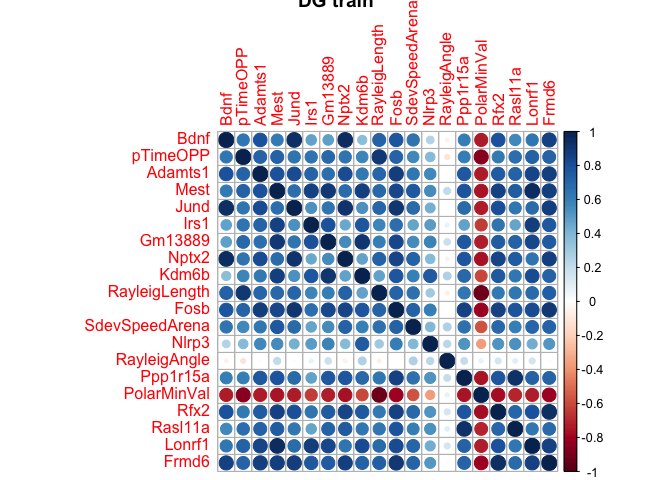 DG train
Bdnf
pTimeOPP
Adamts1
Mest
Jund
Irs1
Gm13889
Nptx2
Kdm6b
RayleigLength
Fosb
SdevSpeedArena
Nlrp3
RayleigAngle
Ppp1r15a
PolarMinVal
Rfx2
Rasl11a
Lonrf1
Frmd6
Bdnf
pTimeOPP
Adamts1
Mest
Jund
Irs1
Gm13889
Nptx2
Kdm6b
RayleigLength
Fosb
SdevSpeedArena
Nlrp3
RayleigAngle
Ppp1r15a
PolarMinVal
Rfx2
Rasl11a
Lonrf1
Frmd6
1
0.8
0.6
0.4
0.2
0
-0.2
-0.4
-0.6
-0.8
-1